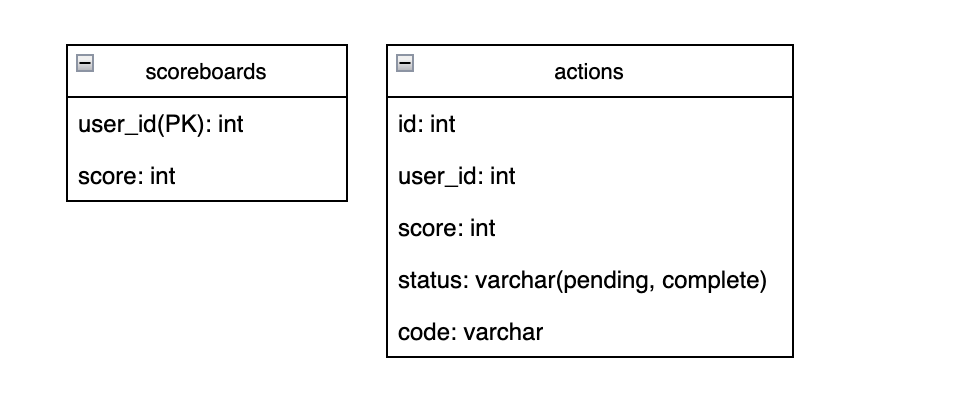 scoreboards
user_id(PK): int
score: int
actions
id: int
user_id: int
score: int
status: varchar(pending, complete)
code: varchar